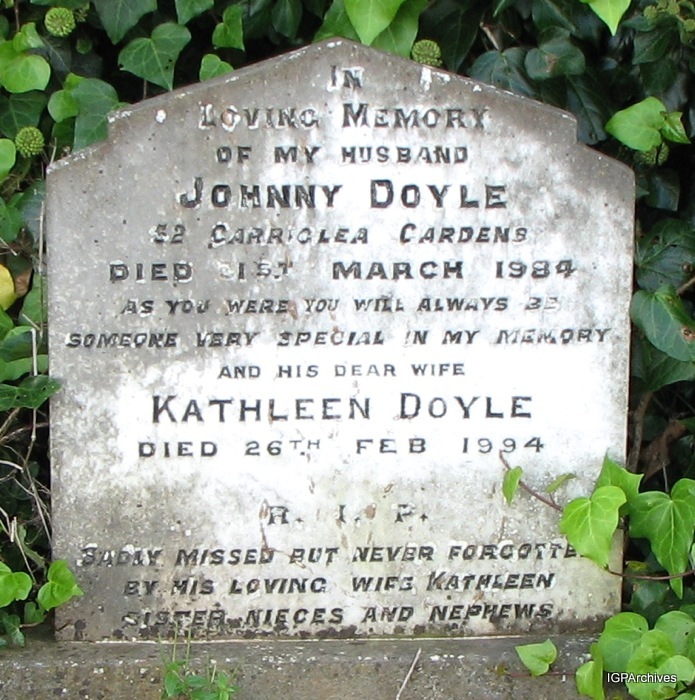 IN
LOVING MEMORY
OF MY HUSBAND
JOHNNY DOYLE
52 CARRIGLEA GARDENS
DIED 31ST MARCH 1984
AS YOU WERE YOU WILL ALWAYS BE
SOMEONE VERY SPECIAL IN MY MEMORY
AND HIS DEAR WIFE
KATHLEEN DOYLE
DIED 26TH FEB 1994
R. I. P.
SADLY MISSED BUT NEVER FORGOTTE
BY HIS LOVING WIFE KATHLEEN
SISTER NIECES AND NEPHEWS
IGPArchives